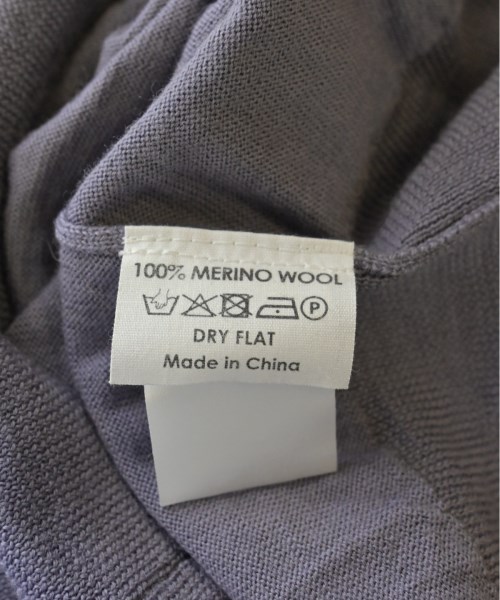 100% MERINO WOOL
P
DRY FLAT
Made in China